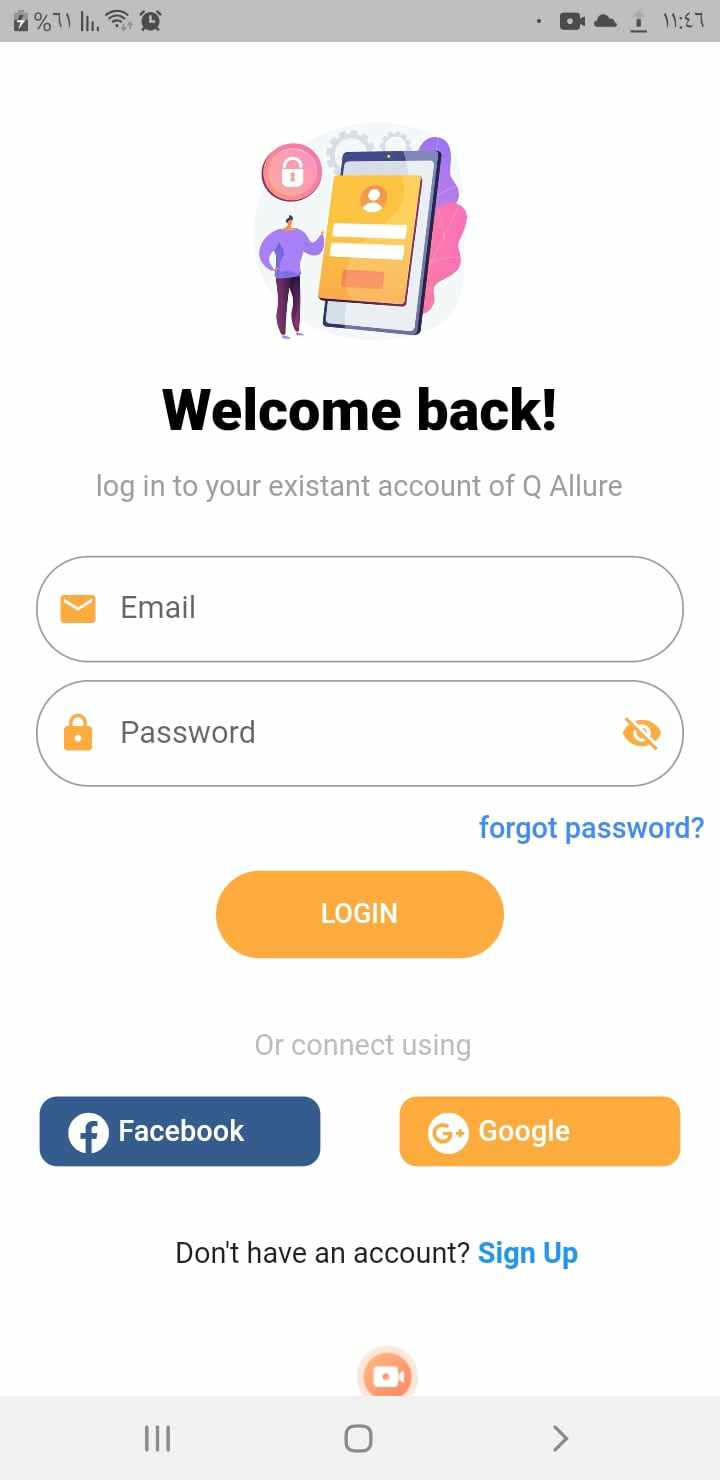 %٦١ ١١:٤٦
Welcome back!
log in to your existant account of Q Allure
Email
Password
forgot password?
LOGIN
Or connect using
Facebook
G+ Google
Don't have an account? Sign Up